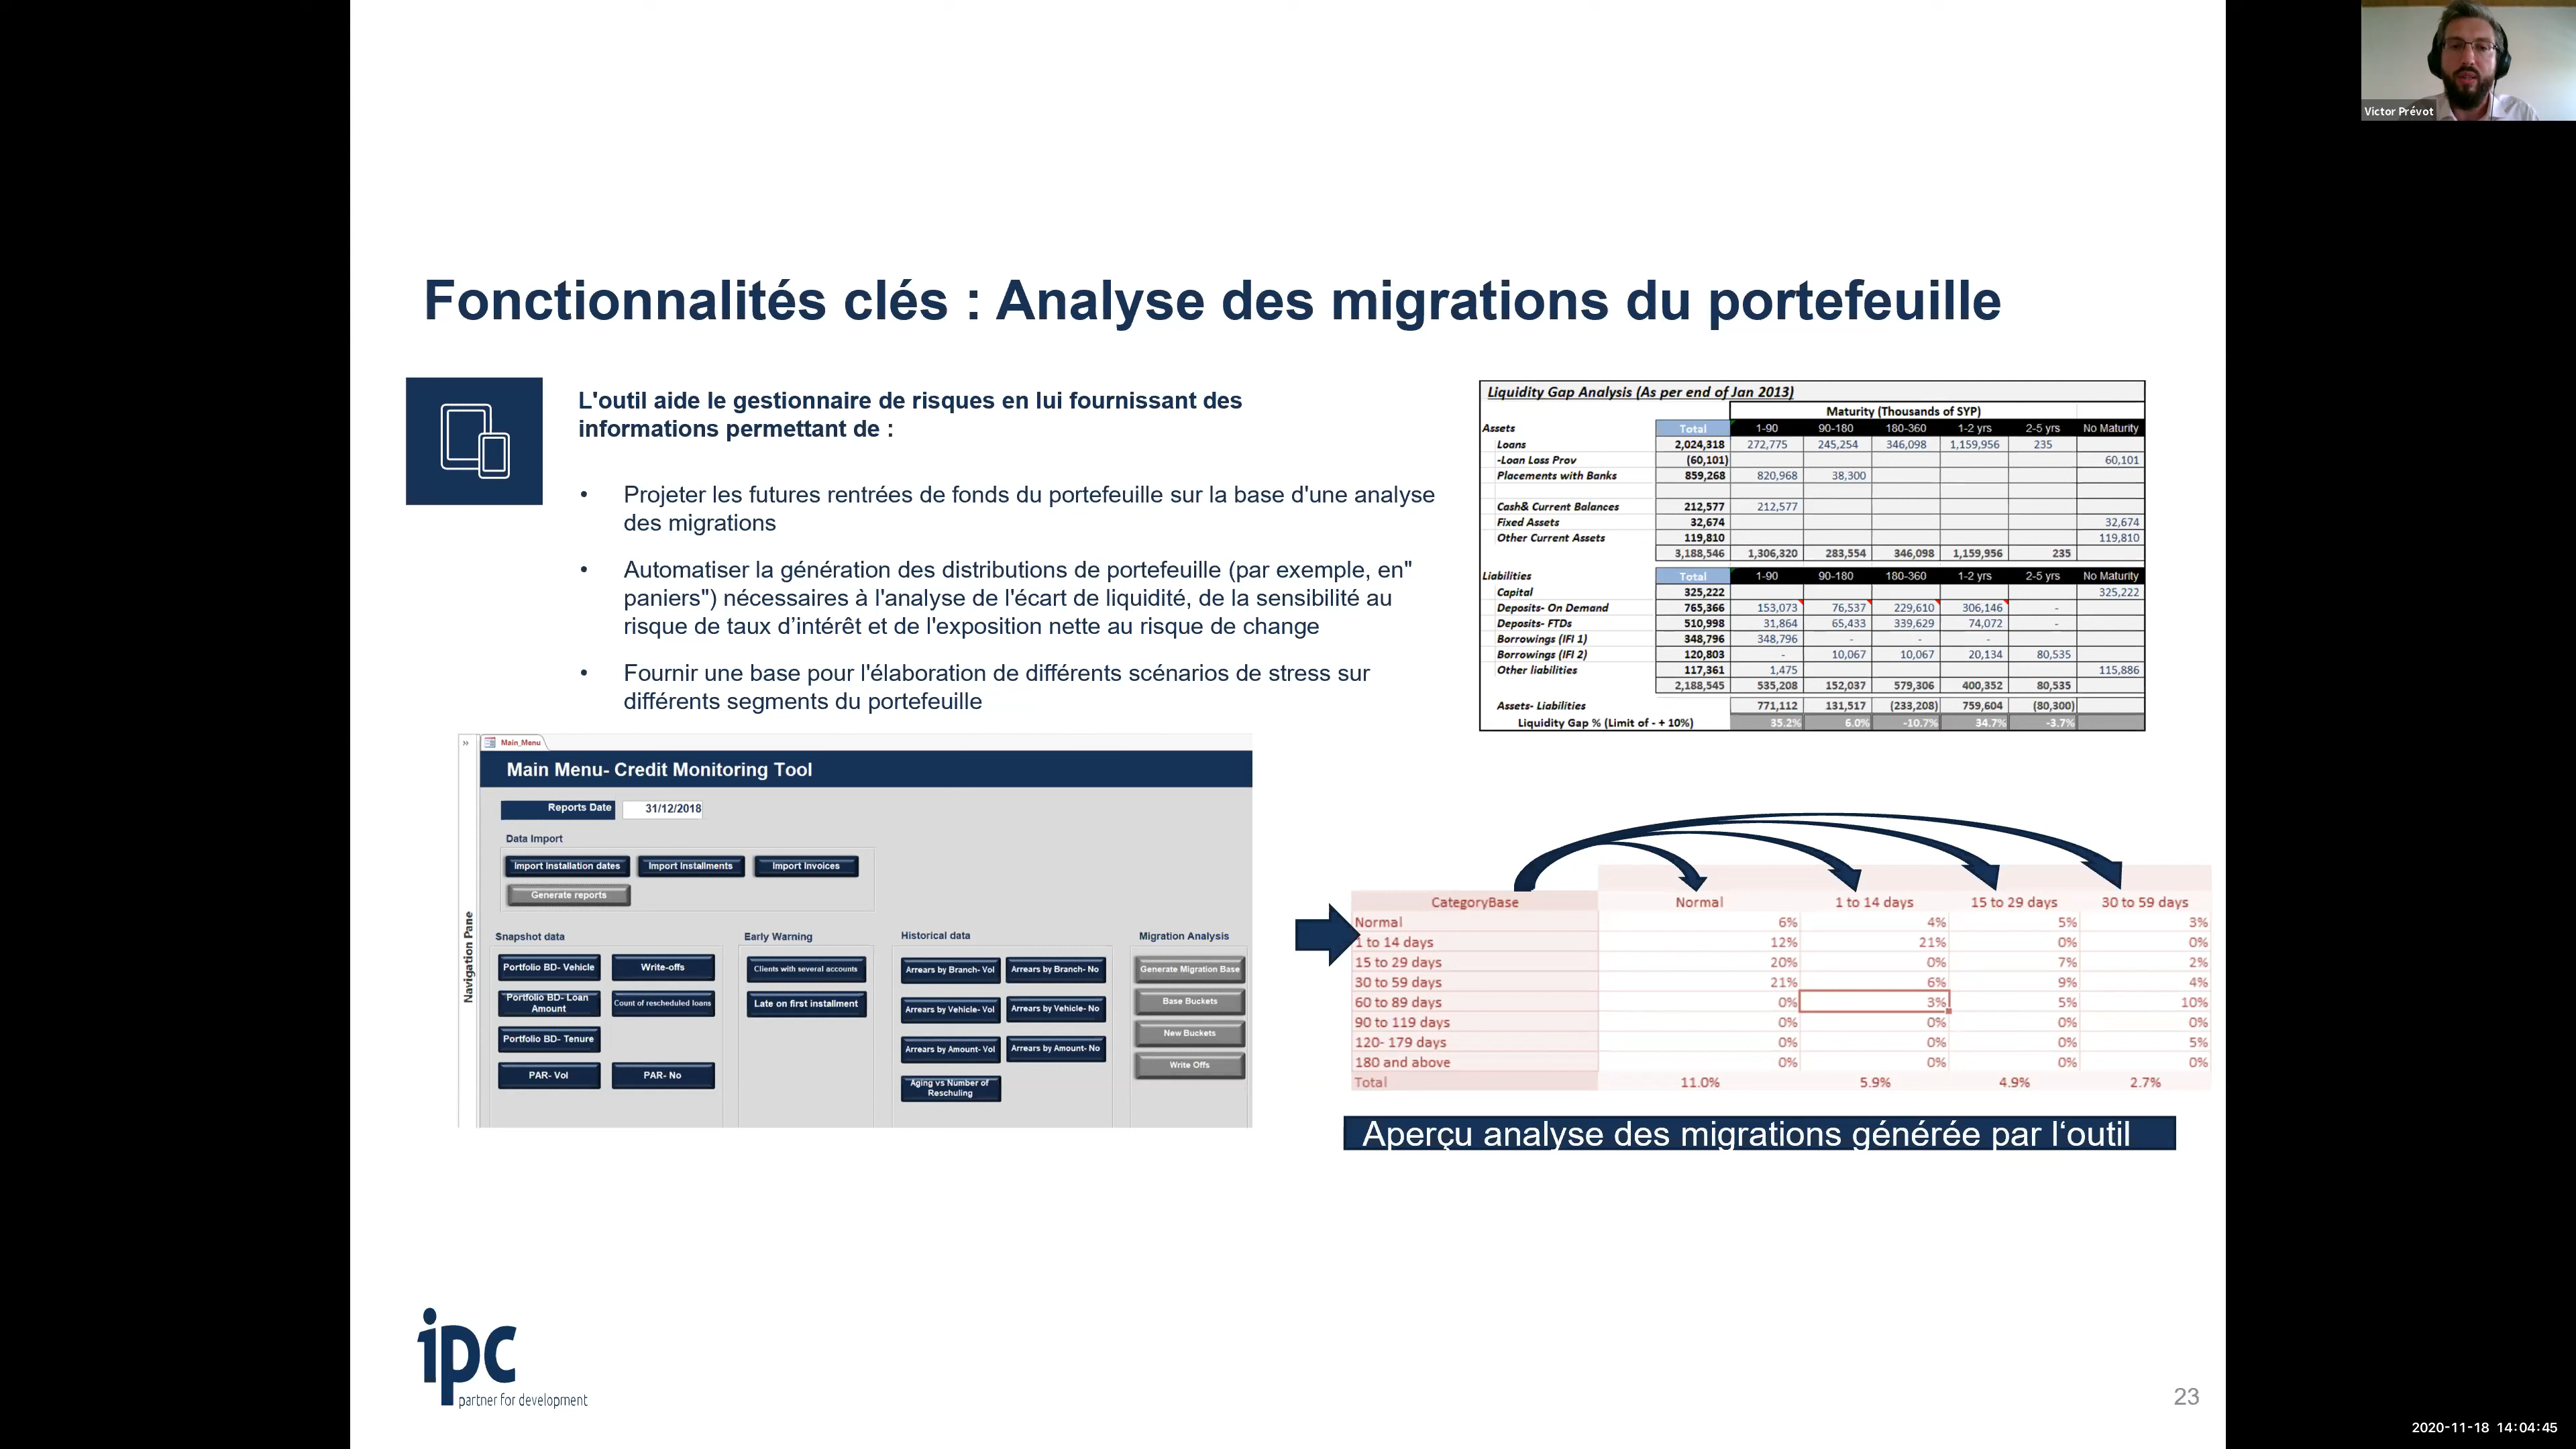 Victor Prévot
Fonctionnalités clés : Analyse des migrations du portefeuille
L'outil aide le gestionnaire de risques en lui fournissant des
informations permettant de :
• Projeter les futures rentrées de fonds du portefeuille sur la base d'une analyse
des migrations
• Automatiser la génération des distributions de portefeuille (par exemple, en"
paniers") nécessaires à l'analyse de l'écart de liquidité, de la sensibilité au
risque de taux d’intérêt et de l'exposition nette au risque de change
• Fournir une base pour l'élaboration de différents scénarios de stress sur
différents segments du portefeuille
Liquidity Gap Analysis (As per end of Jan 2013)
Maturity (Thousands of SYP)
Assets Total 1-90 90-180 180-360 1-2 yrs 2-5 yrs No Maturity
Loans 2,024,318 272,775 245,254 346,098 1,159,956 235
-Loan Loss Prov (60,101) 60,101
Placements with Banks 859,268 820,968 38,300
Cash& Current Balances 212,577 212,577
Fixed Assets 32,674 32,674
Other Current Assets 119,810 119,810
3,188,546 1,306,320 283,554 346,098 1,159,956 235
Liabilities Total 1-90 90-180 180-360 1-2 yrs 2-5 yrs No Maturity
Capital 325,222 325,222
Deposits- On Demand 765,366 153,073 76,537 229,610 306,146 -
Deposits- FTDs 510,998 31,864 65,433 339,629 74,072 -
Borrowings (IFI 1) 348,796 348,796 - - -
Borrowings (IFI 2) 120,803 - 10,067 10,067 20,134 80,535
Other liabilities 117,361 1,475 115,886
2,188,545 535,208 152,037 579,306 400,352 80,535
Assets- Liabilities 771,112 131,517 (233,208) 759,604 (80,300)
Liquidity Gap % (Limit of - + 10%) 35.2% 6.0% -10.7% 34.7% -3.7%
» Main_Menu
Main Menu- Credit Monitoring Tool
Reports Date 31/12/2018
Data Import
Import Installation dates Import Installments Import Invoices
Generate reports
Navigation Pane
Snapshot data
Portfolio BD- Vehicle Write-offs
Portfolio BD- Loan
Amount
Count of rescheduled loans
Portfolio BD- Tenure
PAR- Vol PAR- No
Early Warning
Clients with several accounts
Late on first installment
Historical data
Arrears by Branch- Vol Arrears by Branch- No
Arrears by Vehicle- Vol Arrears by Vehicle- No
Arrears by Amount- Vol Arrears by Amount- No
Aging vs Number of
Reschuling
Migration Analysis
Generate Migration Base
Base Buckets
New Buckets
Write Offs
CategoryBase Normal 1 to 14 days 15 to 29 days 30 to 59 days
Normal 6% 4% 5% 3%
1 to 14 days 12% 21% 0% 0%
15 to 29 days 20% 0% 7% 2%
30 to 59 days 21% 6% 9% 4%
60 to 89 days 0% 3% 5% 10%
90 to 119 days 0% 0% 0% 0%
120- 179 days 0% 0% 0% 5%
180 and above 0% 0% 0% 0%
Total 11.0% 5.9% 4.9% 2.7%
Aperçu analyse des migrations générée par l‘outil
ipc
partner for development
23
2020-11-18 14:04:45